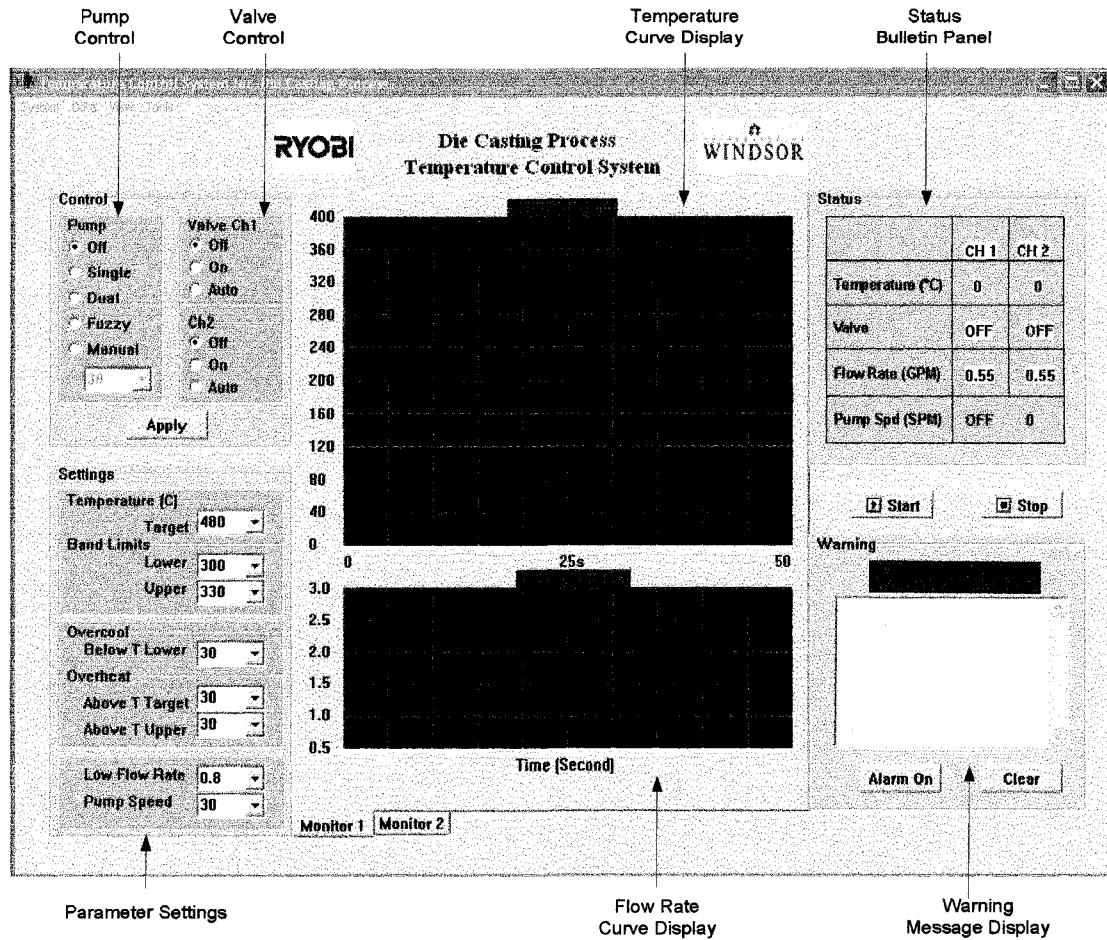 Pump Control
Valve Control
Temperature Curve Display
Status Bulletin Panel
RYOBI
Die Casting Process
Temperature Control System
WINDSOR
Control
Pump
Off
Single
Dual
Fuzzy
Manual
30
Valve Ch1
Off
On
Auto
Ch2
Off
On
Auto
Apply
Settings
Temperature (C)
Target 480
Band Limits
Lower 300
Upper 330
Overcool
Below T Lower 30
Overheat
Above T Target 30
Above T Upper 30
Low Flow Rate 0.8
Pump Speed 30
400
360
320
280
240
200
160
120
80
40
0
0 25s 50
3.0
2.5
2.0
1.5
1.0
0.5
Time (Second)
Monitor 1 Monitor 2
Status
CH 1 CH 2
Temperature (°C) 0 0
Valve OFF OFF
Flow Rate (GPM) 0.55 0.55
Pump Spd (SPM) OFF 0
Start Stop
Warning
Alarm On Clear
Parameter Settings
Flow Rate Curve Display
Warning Message Display